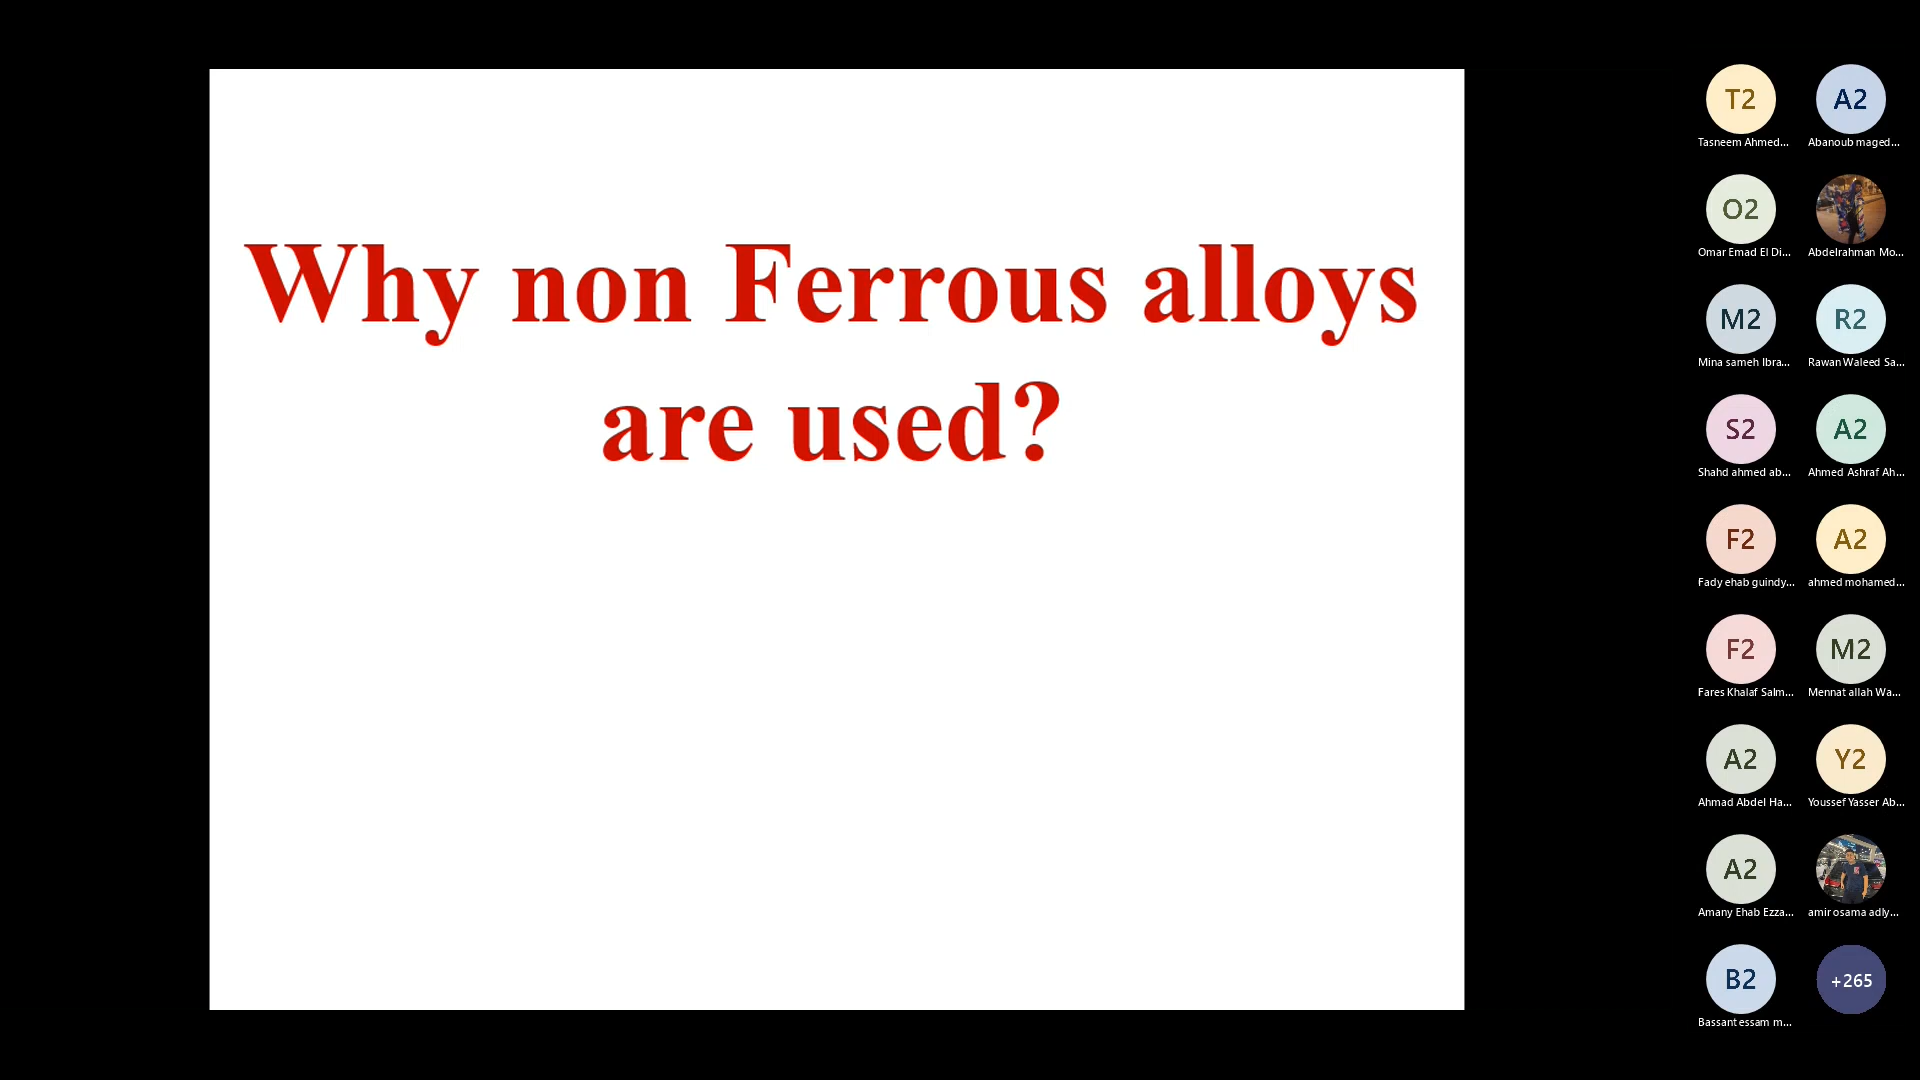 Why non Ferrous alloys
are used?
T2
A2
Tasneem Ahmed...
Abanoub maged...
O2
Omar Emad El Di...
Abdelrahman Mo...
M2
R2
Mina sameh Ibra...
Rawan Waleed Sa...
S2
A2
Shahd ahmed ab...
Ahmed Ashraf Ah...
F2
A2
Fady ehab guindy...
ahmed mohamed...
F2
M2
Fares Khalaf Salm...
Mennat allah Wa...
A2
Y2
Ahmad Abdel Ha...
Youssef Yasser Ab...
A2
Amany Ehab Ezza...
amir osama adly...
B2
+265
Bassant essam m...